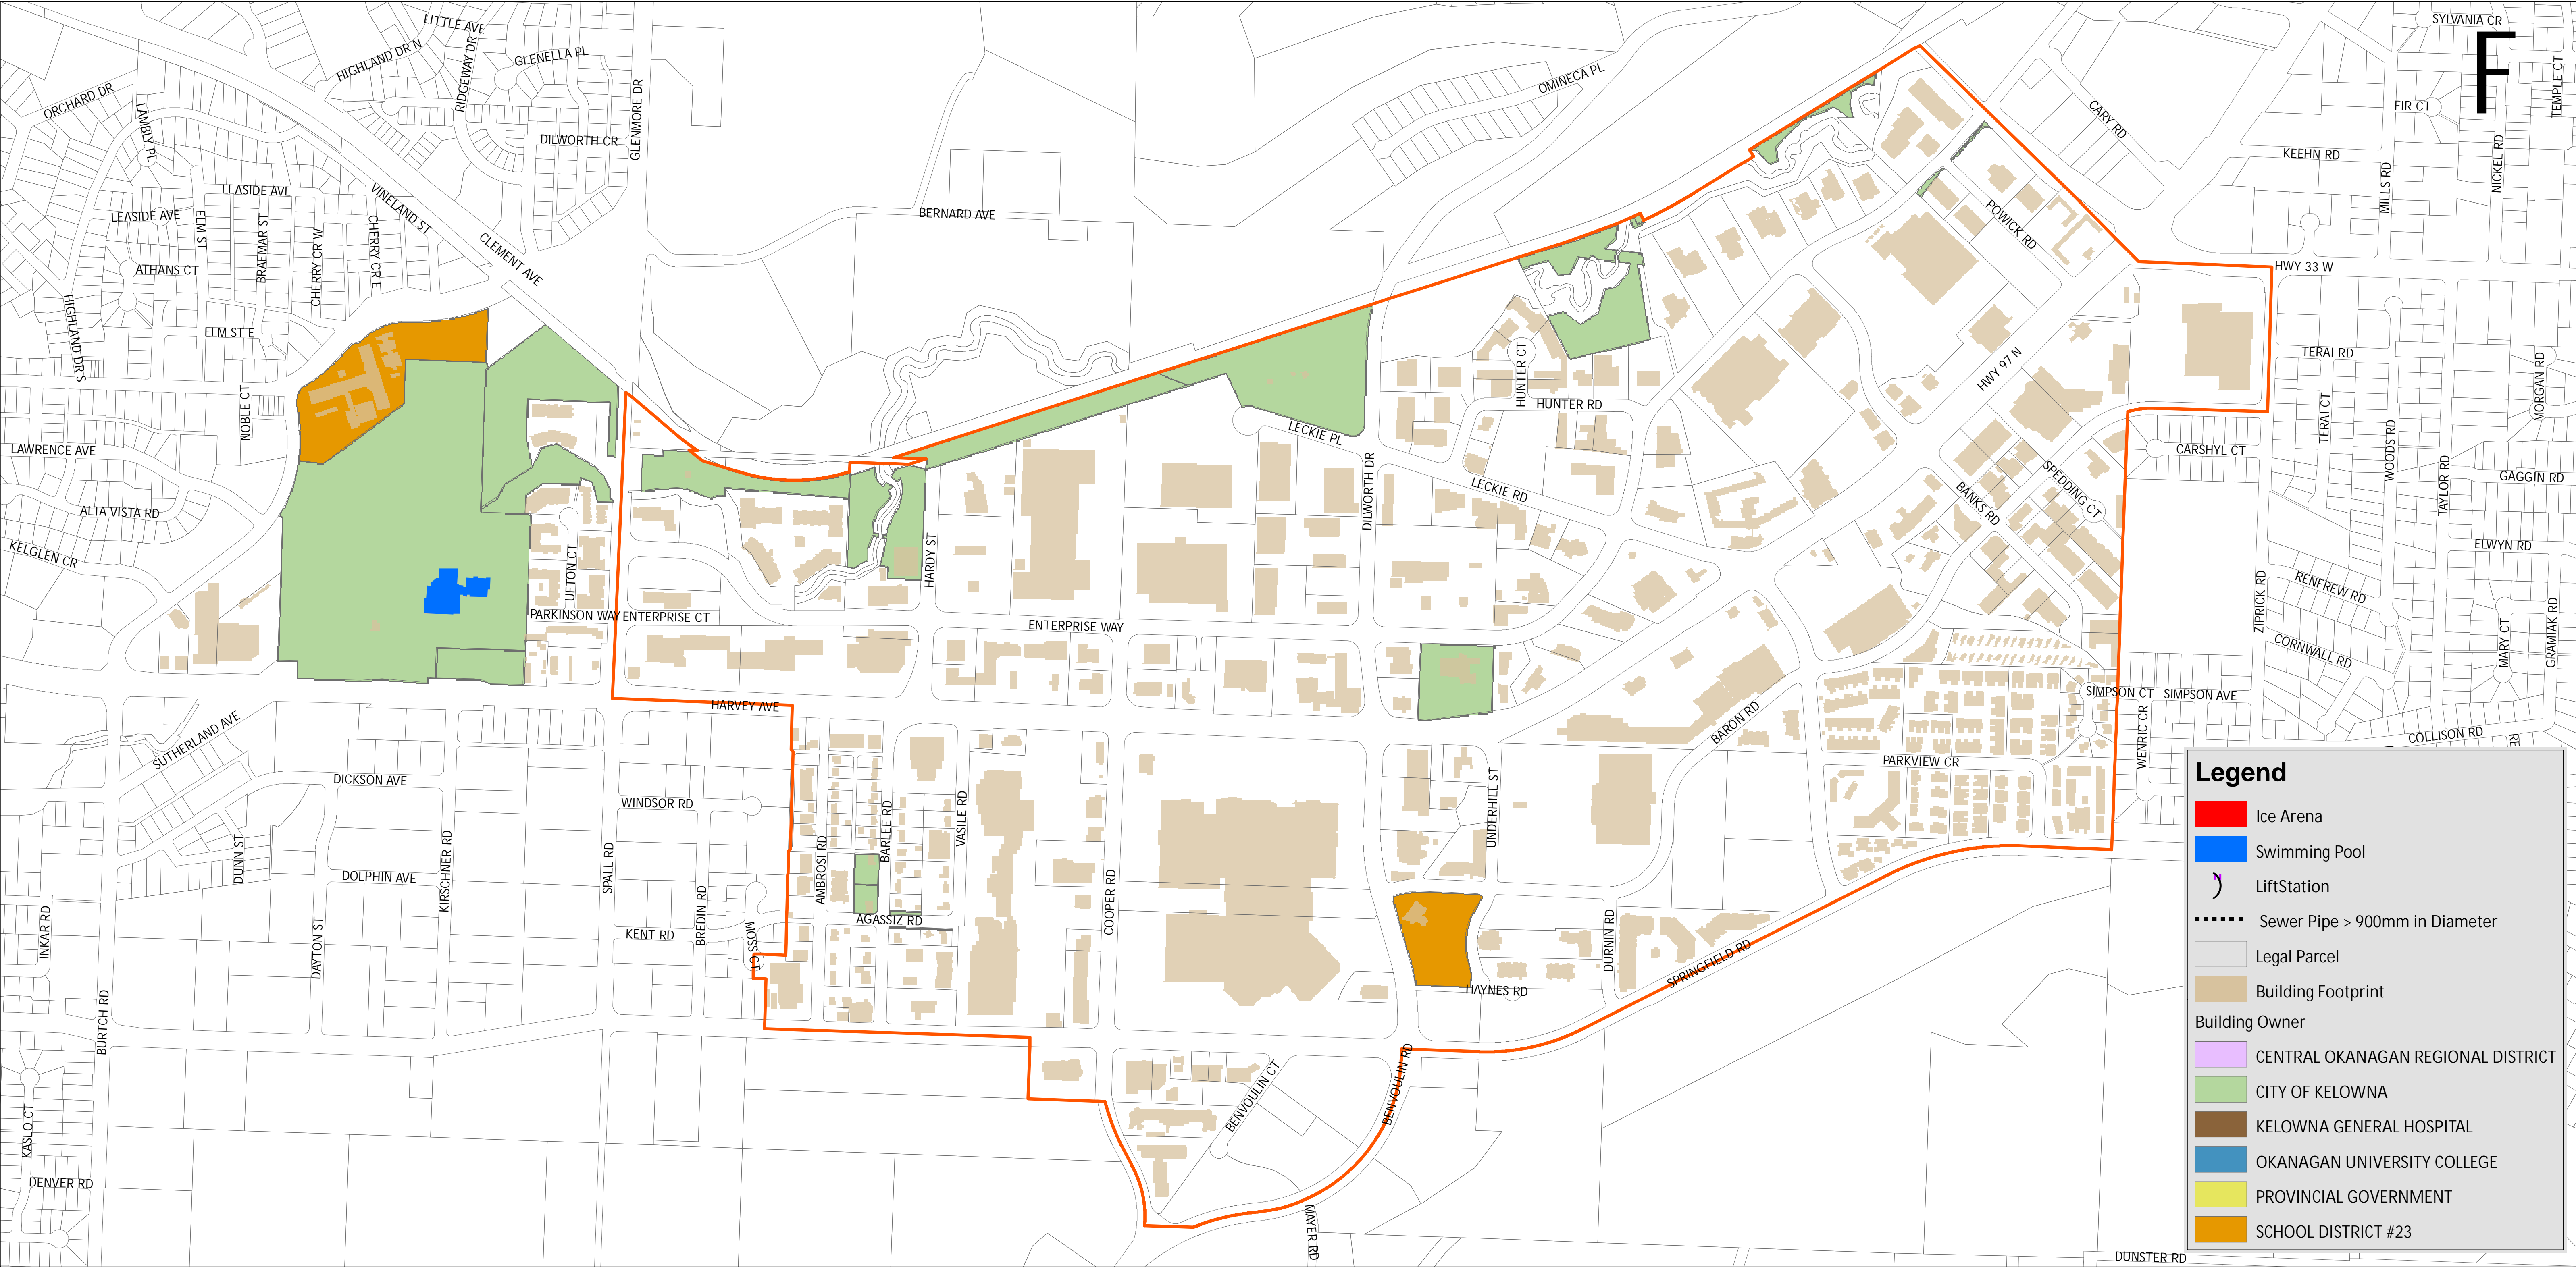 LITTLE AVE
SYLVANIA CR
F
HIGHLAND DR N
RIDGEWAY DR
GLENELLA PL
GLENMORE DR
OMINECA PL
TEMPLE CT
ORCHARD DR
LAMBLY PL
DILWORTH CR
CARY RD
FIR CT
KEEHN RD
MILLS RD
NICKEL RD
LEASIDE AVE
VINELAND ST
LEASIDE AVE
ELM ST
BRAEMAR ST
CHERRY CR W
CHERRY CR E
BERNARD AVE
POWICK RD
CLEMENT AVE
ATHANS CT
HWY 33 W
HIGHLAND DR S
ELM ST E
HUNTER CT
HWY 97 N
TERAI RD
MORGAN RD
NOBLE CT
HUNTER RD
TERAI CT
WOODS RD
LECKIE PL
LAWRENCE AVE
CARSHYL CT
TAYLOR RD
GAGGIN RD
DILWORTH DR
LECKIE RD
BANKS RD
SPEDDING CT
ALTA VISTA RD
KELGLEN CR
UFTON CT
HARDY ST
ELWYN RD
RENFREW RD
ZIPRICK RD
PARKINSON WAY
ENTERPRISE CT
ENTERPRISE WAY
CORNWALL RD
MARY CT
GRAMIAK RD
SIMPSON CT
SIMPSON AVE
HARVEY AVE
SUTHERLAND AVE
BARON RD
WENRIC CR
COLLISON RD
RE
DICKSON AVE
WINDSOR RD
PARKVIEW CR
UNDERHILL ST
DUNN ST
KIRSCHNER RD
SPALL RD
AMBROSI RD
BARLEE RD
VASILE RD
DOLPHIN AVE
COOPER RD
INKAR RD
DAYTON ST
BREDIN RD
KENT RD
MOSS CT
AGASSIZ RD
DURNIN RD
SPRINGFIELD RD
HAYNES RD
BURTCH RD
BENVOULIN CT
BENVOULIN RD
KASLO CT
DENVER RD
MAYER RD
DUNSTER RD
Legend
Ice Arena
Swimming Pool
LiftStation
Sewer Pipe > 900mm in Diameter
Legal Parcel
Building Footprint
Building Owner
CENTRAL OKANAGAN REGIONAL DISTRICT
CITY OF KELOWNA
KELOWNA GENERAL HOSPITAL
OKANAGAN UNIVERSITY COLLEGE
PROVINCIAL GOVERNMENT
SCHOOL DISTRICT #23